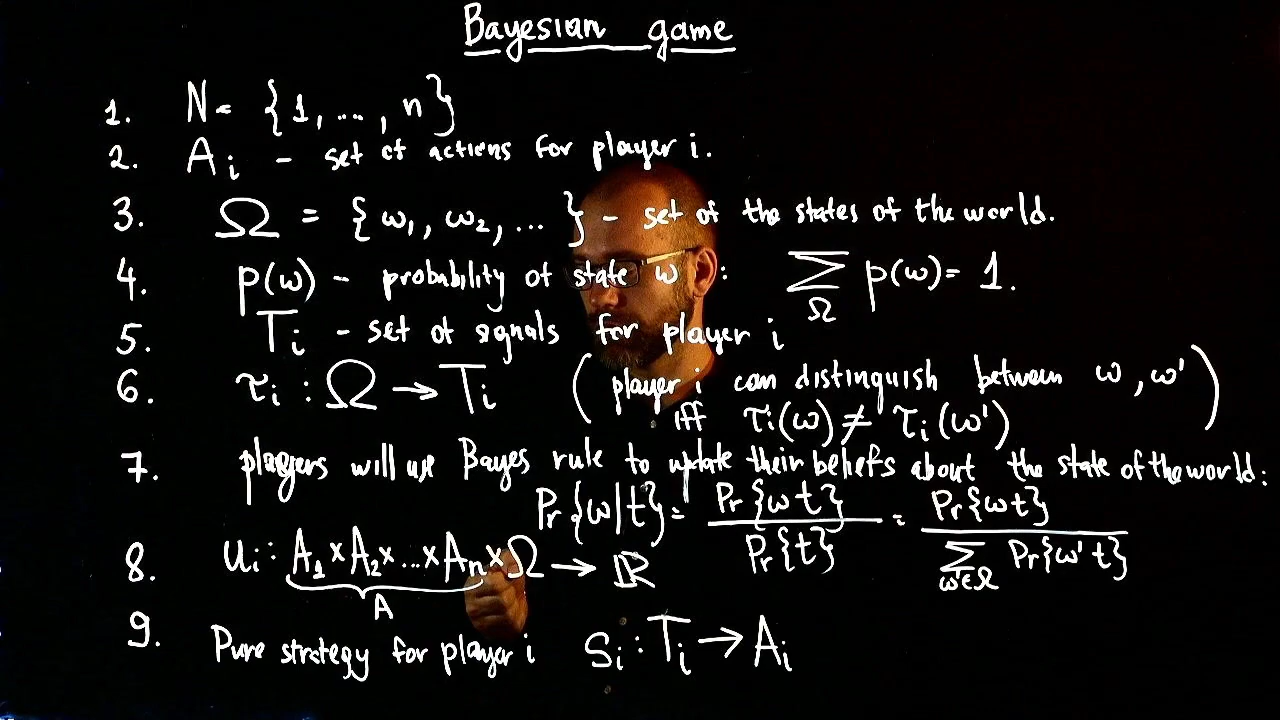 Bayesian game
1. N = {1, ..., n}
2. Aᵢ - set of actions for player i.
3. Ω = {ω₁, ω₂, ... } - set of the states of the world.
4. p(ω) - probability of state ω : ∑_Ω p(ω) = 1.
5. Tᵢ - set of signals for player i
6. τᵢ : Ω → Tᵢ (player i can distinguish between ω, ω'
iff τᵢ(ω) ≠ τᵢ(ω'))
7. players will use Bayes rule to update their beliefs about the state of the world:
Pr{ω|t} = Pr{ωt} / Pr{t} = Pr{ωt} / ∑_{ω'∈Ω} Pr{ω't}
8. uᵢ : A₁ × A₂ × ... × Aₙ × Ω → ℝ
A
9. Pure strategy for player i Sᵢ : Tᵢ → Aᵢ